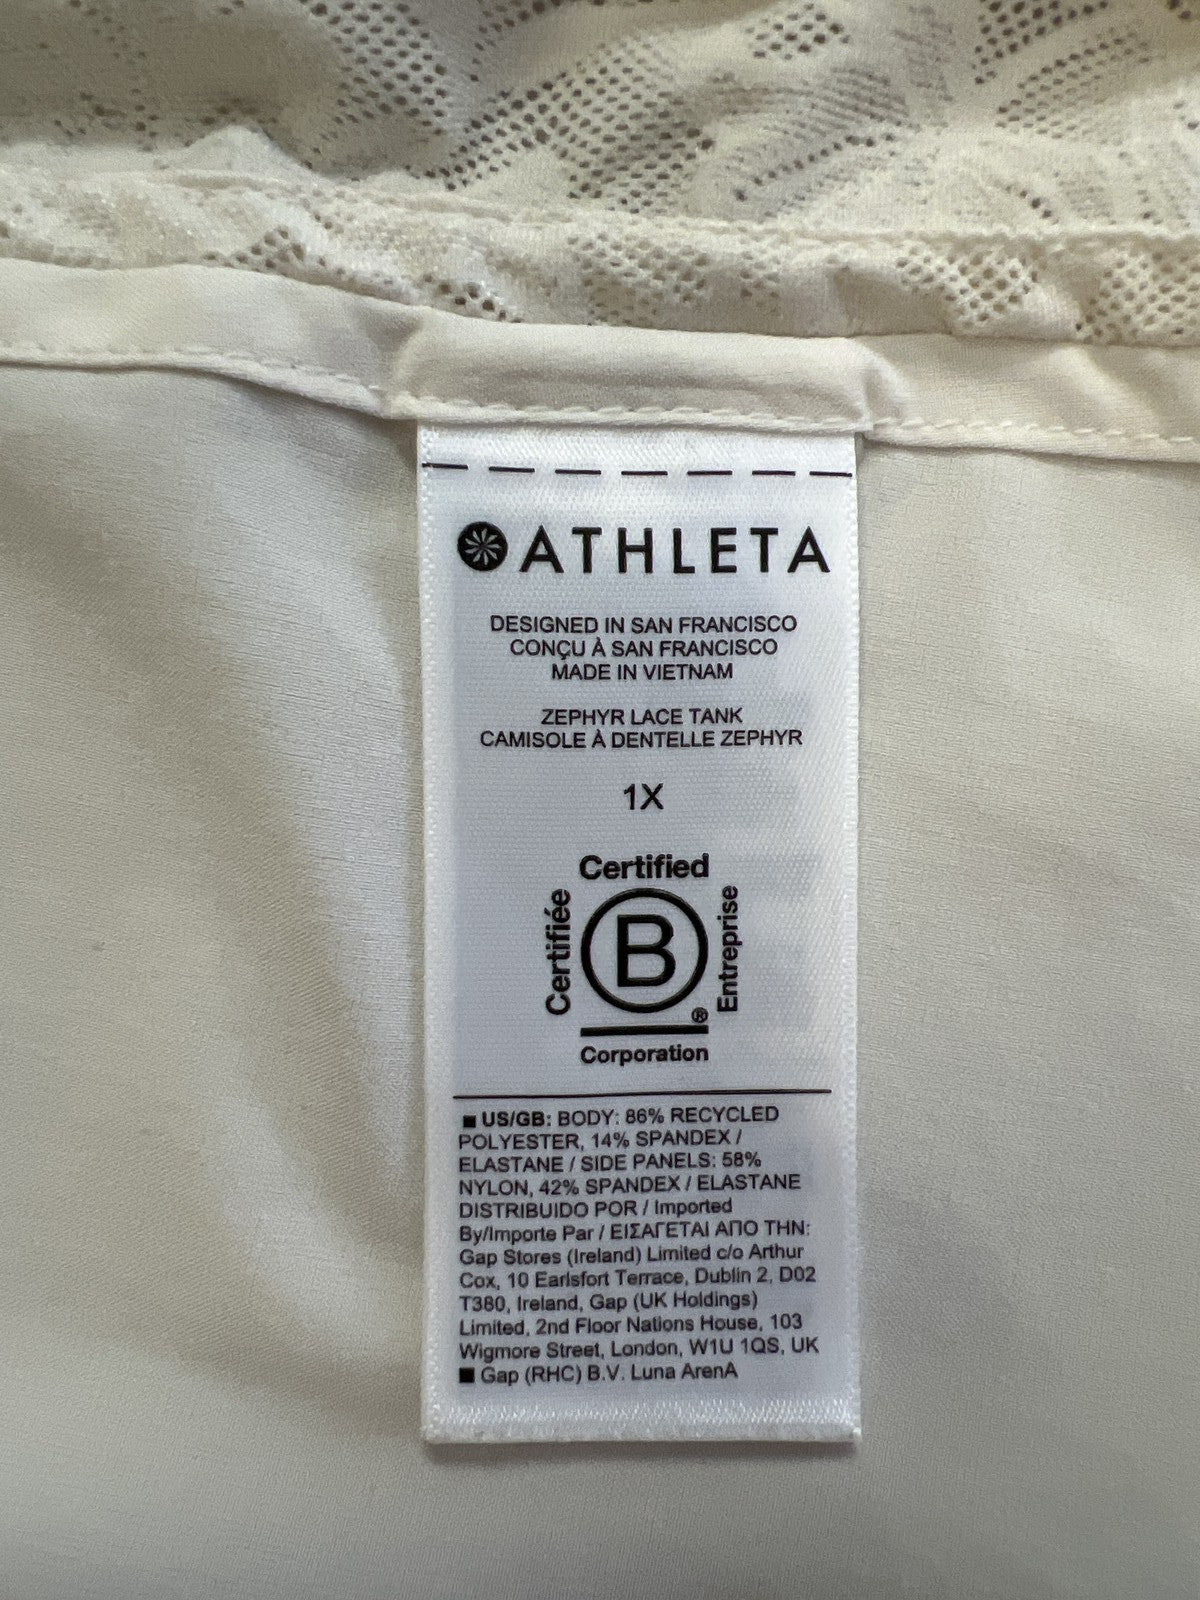 ATHLETA
DESIGNED IN SAN FRANCISCO
CONÇU À SAN FRANCISCO
MADE IN VIETNAM
ZEPHYR LACE TANK
CAMISOLE À DENTELLE ZEPHYR
1X
Certified
Certifiée
B
Entreprise
®
Corporation
■ US/GB: BODY: 86% RECYCLED
POLYESTER, 14% SPANDEX /
ELASTANE / SIDE PANELS: 58%
NYLON, 42% SPANDEX / ELASTANE
DISTRIBUIDO POR / Imported
By/Importe Par / ΕΙΣΑΓΕΤΑΙ ΑΠΟ ΤΗΝ:
Gap Stores (Ireland) Limited c/o Arthur
Cox, 10 Earlsfort Terrace, Dublin 2, D02
T380, Ireland, Gap (UK Holdings)
Limited, 2nd Floor Nations House, 103
Wigmore Street, London, W1U 1QS, UK
■ Gap (RHC) B.V. Luna ArenA